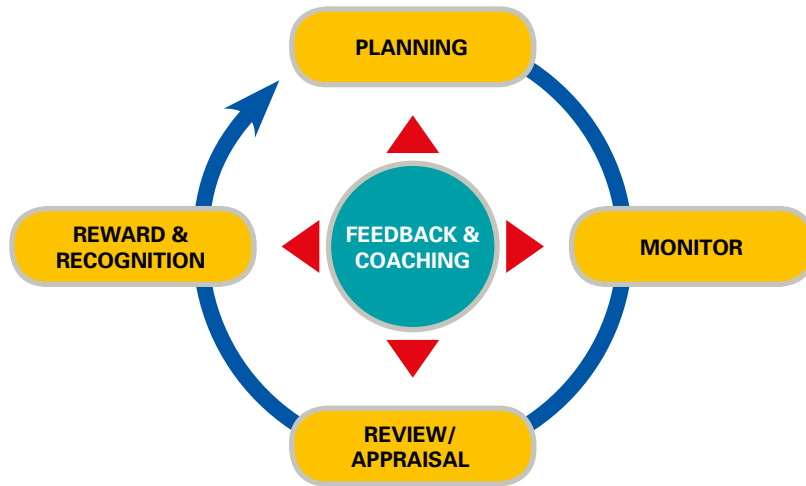 PLANNING
REWARD &
RECOGNITION
FEEDBACK &
COACHING
MONITOR
REVIEW/
APPRAISAL